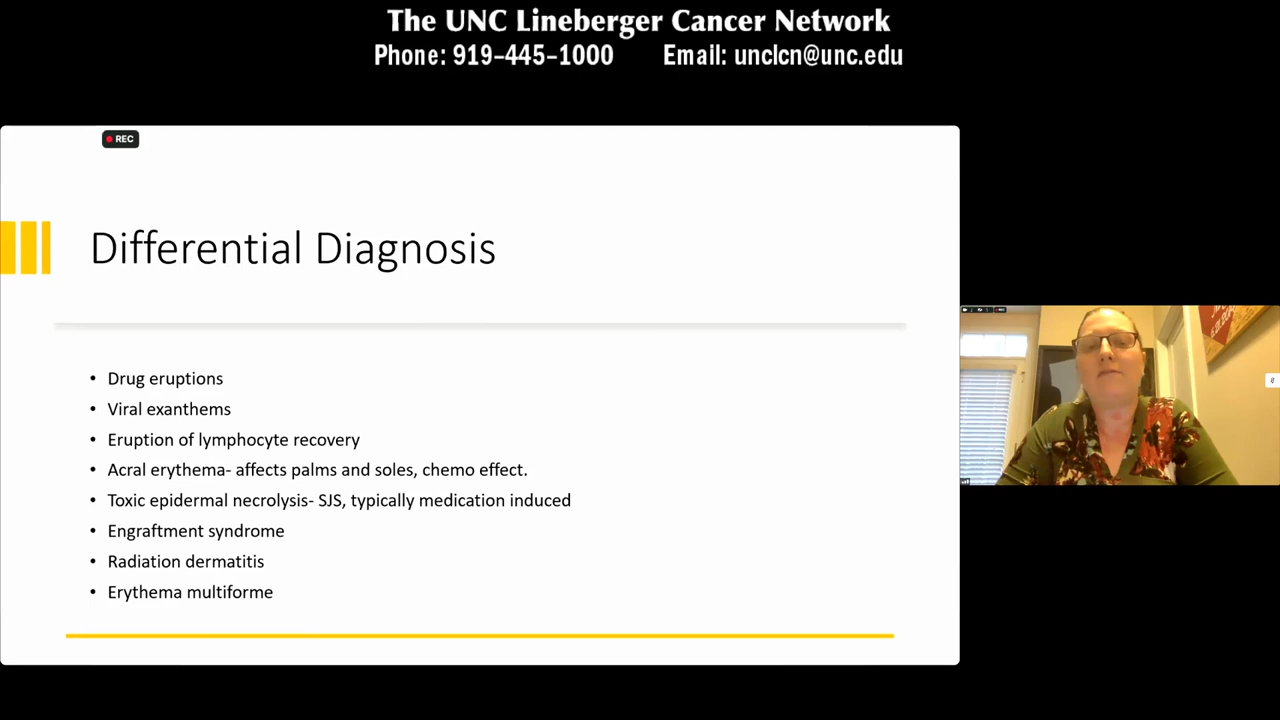 The UNC Lineberger Cancer Network
Phone: 919-445-1000 Email: unclcn@unc.edu
REC
Differential Diagnosis
• Drug eruptions
• Viral exanthems
• Eruption of lymphocyte recovery
• Acral erythema- affects palms and soles, chemo effect.
• Toxic epidermal necrolysis- SJS, typically medication induced
• Engraftment syndrome
• Radiation dermatitis
• Erythema multiforme